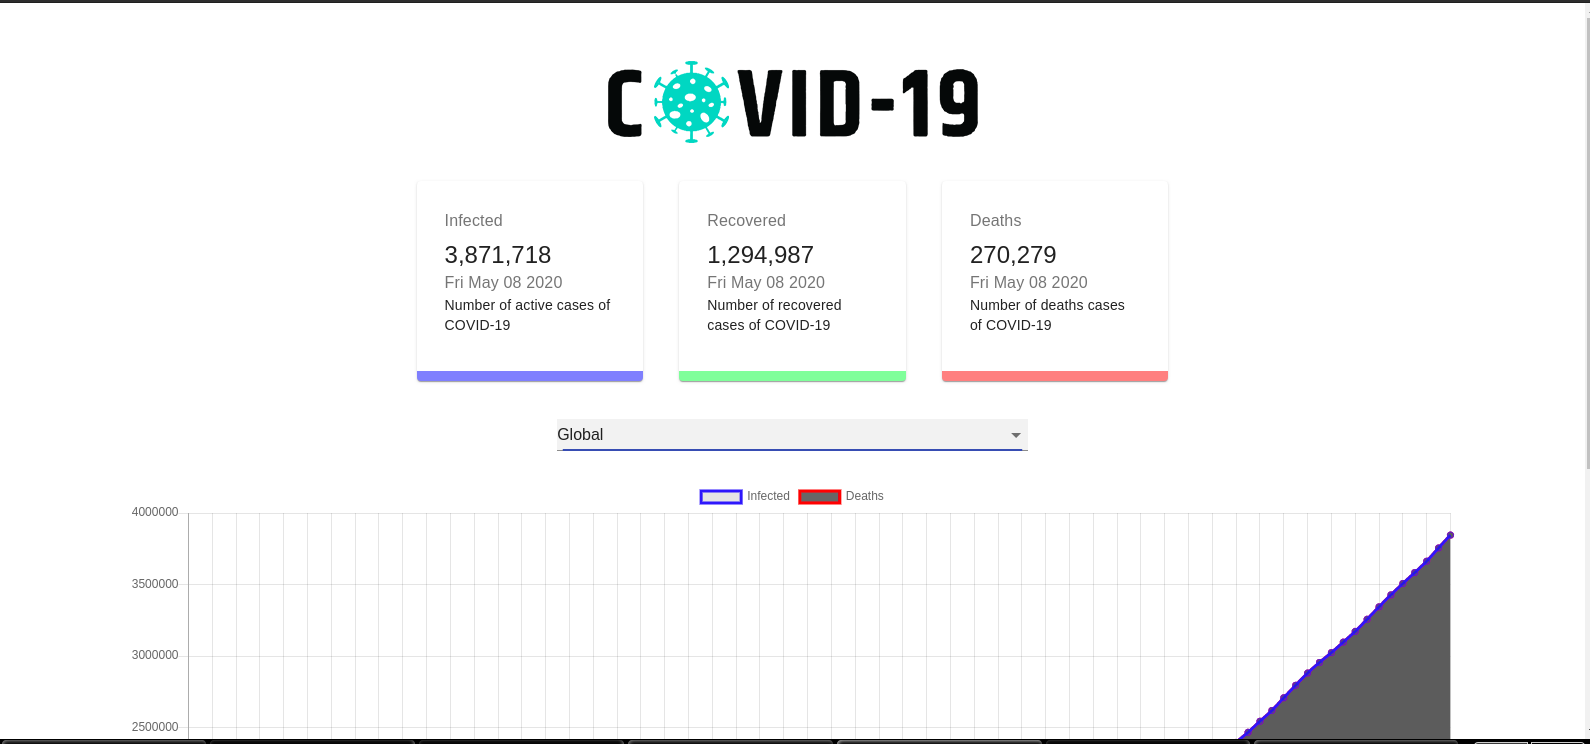 COVID-19
Infected
3,871,718
Fri May 08 2020
Number of active cases of
COVID-19
Recovered
1,294,987
Fri May 08 2020
Number of recovered
cases of COVID-19
Deaths
270,279
Fri May 08 2020
Number of deaths cases
of COVID-19
Global
Infected Deaths
4000000
3500000
3000000
2500000